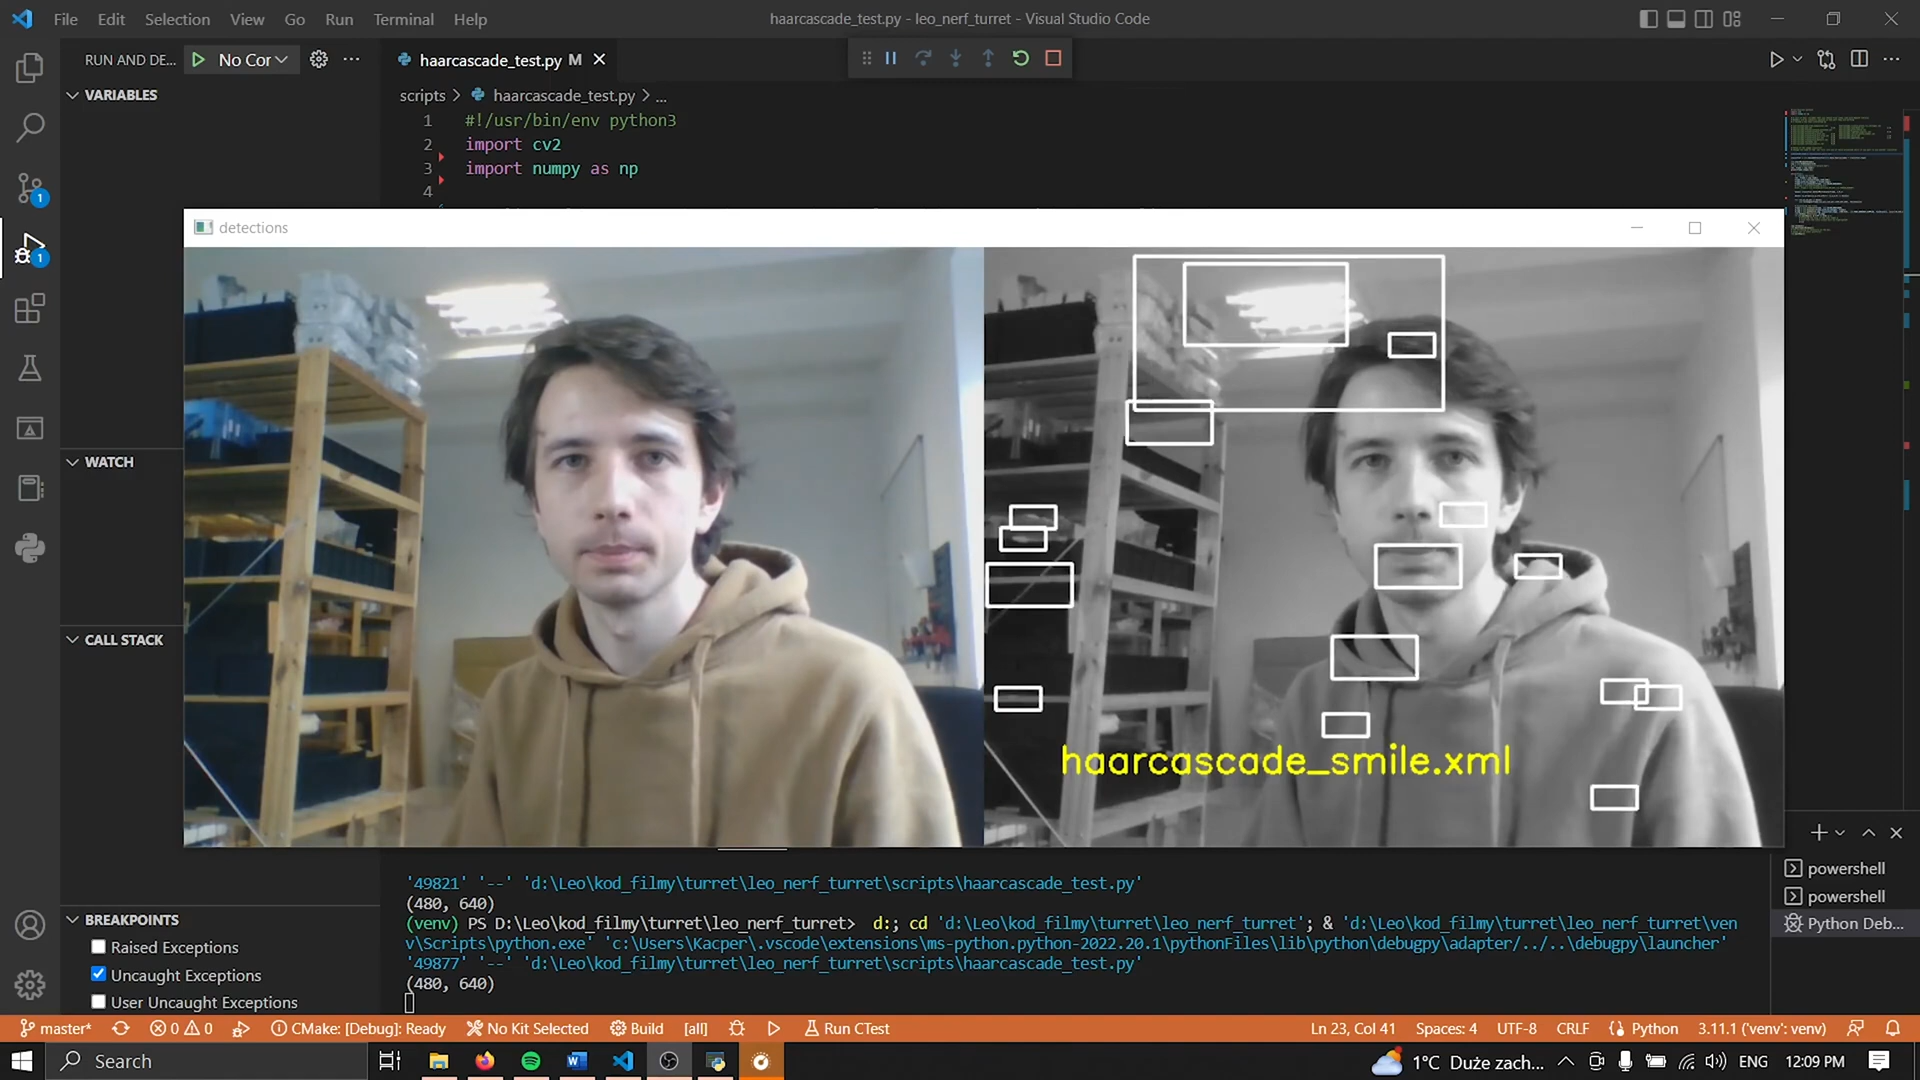 File Edit Selection View Go Run Terminal Help
haarcascade_test.py - leo_nerf_turret - Visual Studio Code
RUN AND DE... No Cor
haarcascade_test.py M
VARIABLES
scripts > haarcascade_test.py > ...
1 #!/usr/bin/env python3
2 import cv2
3 import numpy as np
4
detections
WATCH
CALL STACK
haarcascade_smile.xml
BREAKPOINTS
Raised Exceptions
Uncaught Exceptions
User Uncaught Exceptions
'49821' '--' 'd:\Leo\kod_filmy\turret\leo_nerf_turret\scripts\haarcascade_test.py'
(480, 640)
(venv) PS D:\Leo\kod_filmy\turret\leo_nerf_turret> d:; cd 'd:\Leo\kod_filmy\turret\leo_nerf_turret'; & 'd:\Leo\kod_filmy\turret\leo_nerf_turret\ven
v\Scripts\python.exe' 'c:\Users\Kacper\.vscode\extensions\ms-python.python-2022.20.1\pythonFiles\lib\python\debugpy\adapter/../..\debugpy\launcher'
'49877' '--' 'd:\Leo\kod_filmy\turret\leo_nerf_turret\scripts\haarcascade_test.py'
(480, 640)
powershell
powershell
Python Deb...
master* 0 0 CMake: [Debug]: Ready No Kit Selected Build [all] Run CTest
Ln 23, Col 41 Spaces: 4 UTF-8 CRLF Python 3.11.1 ('venv': venv)
Search
1°C Duże zach... ENG 12:09 PM